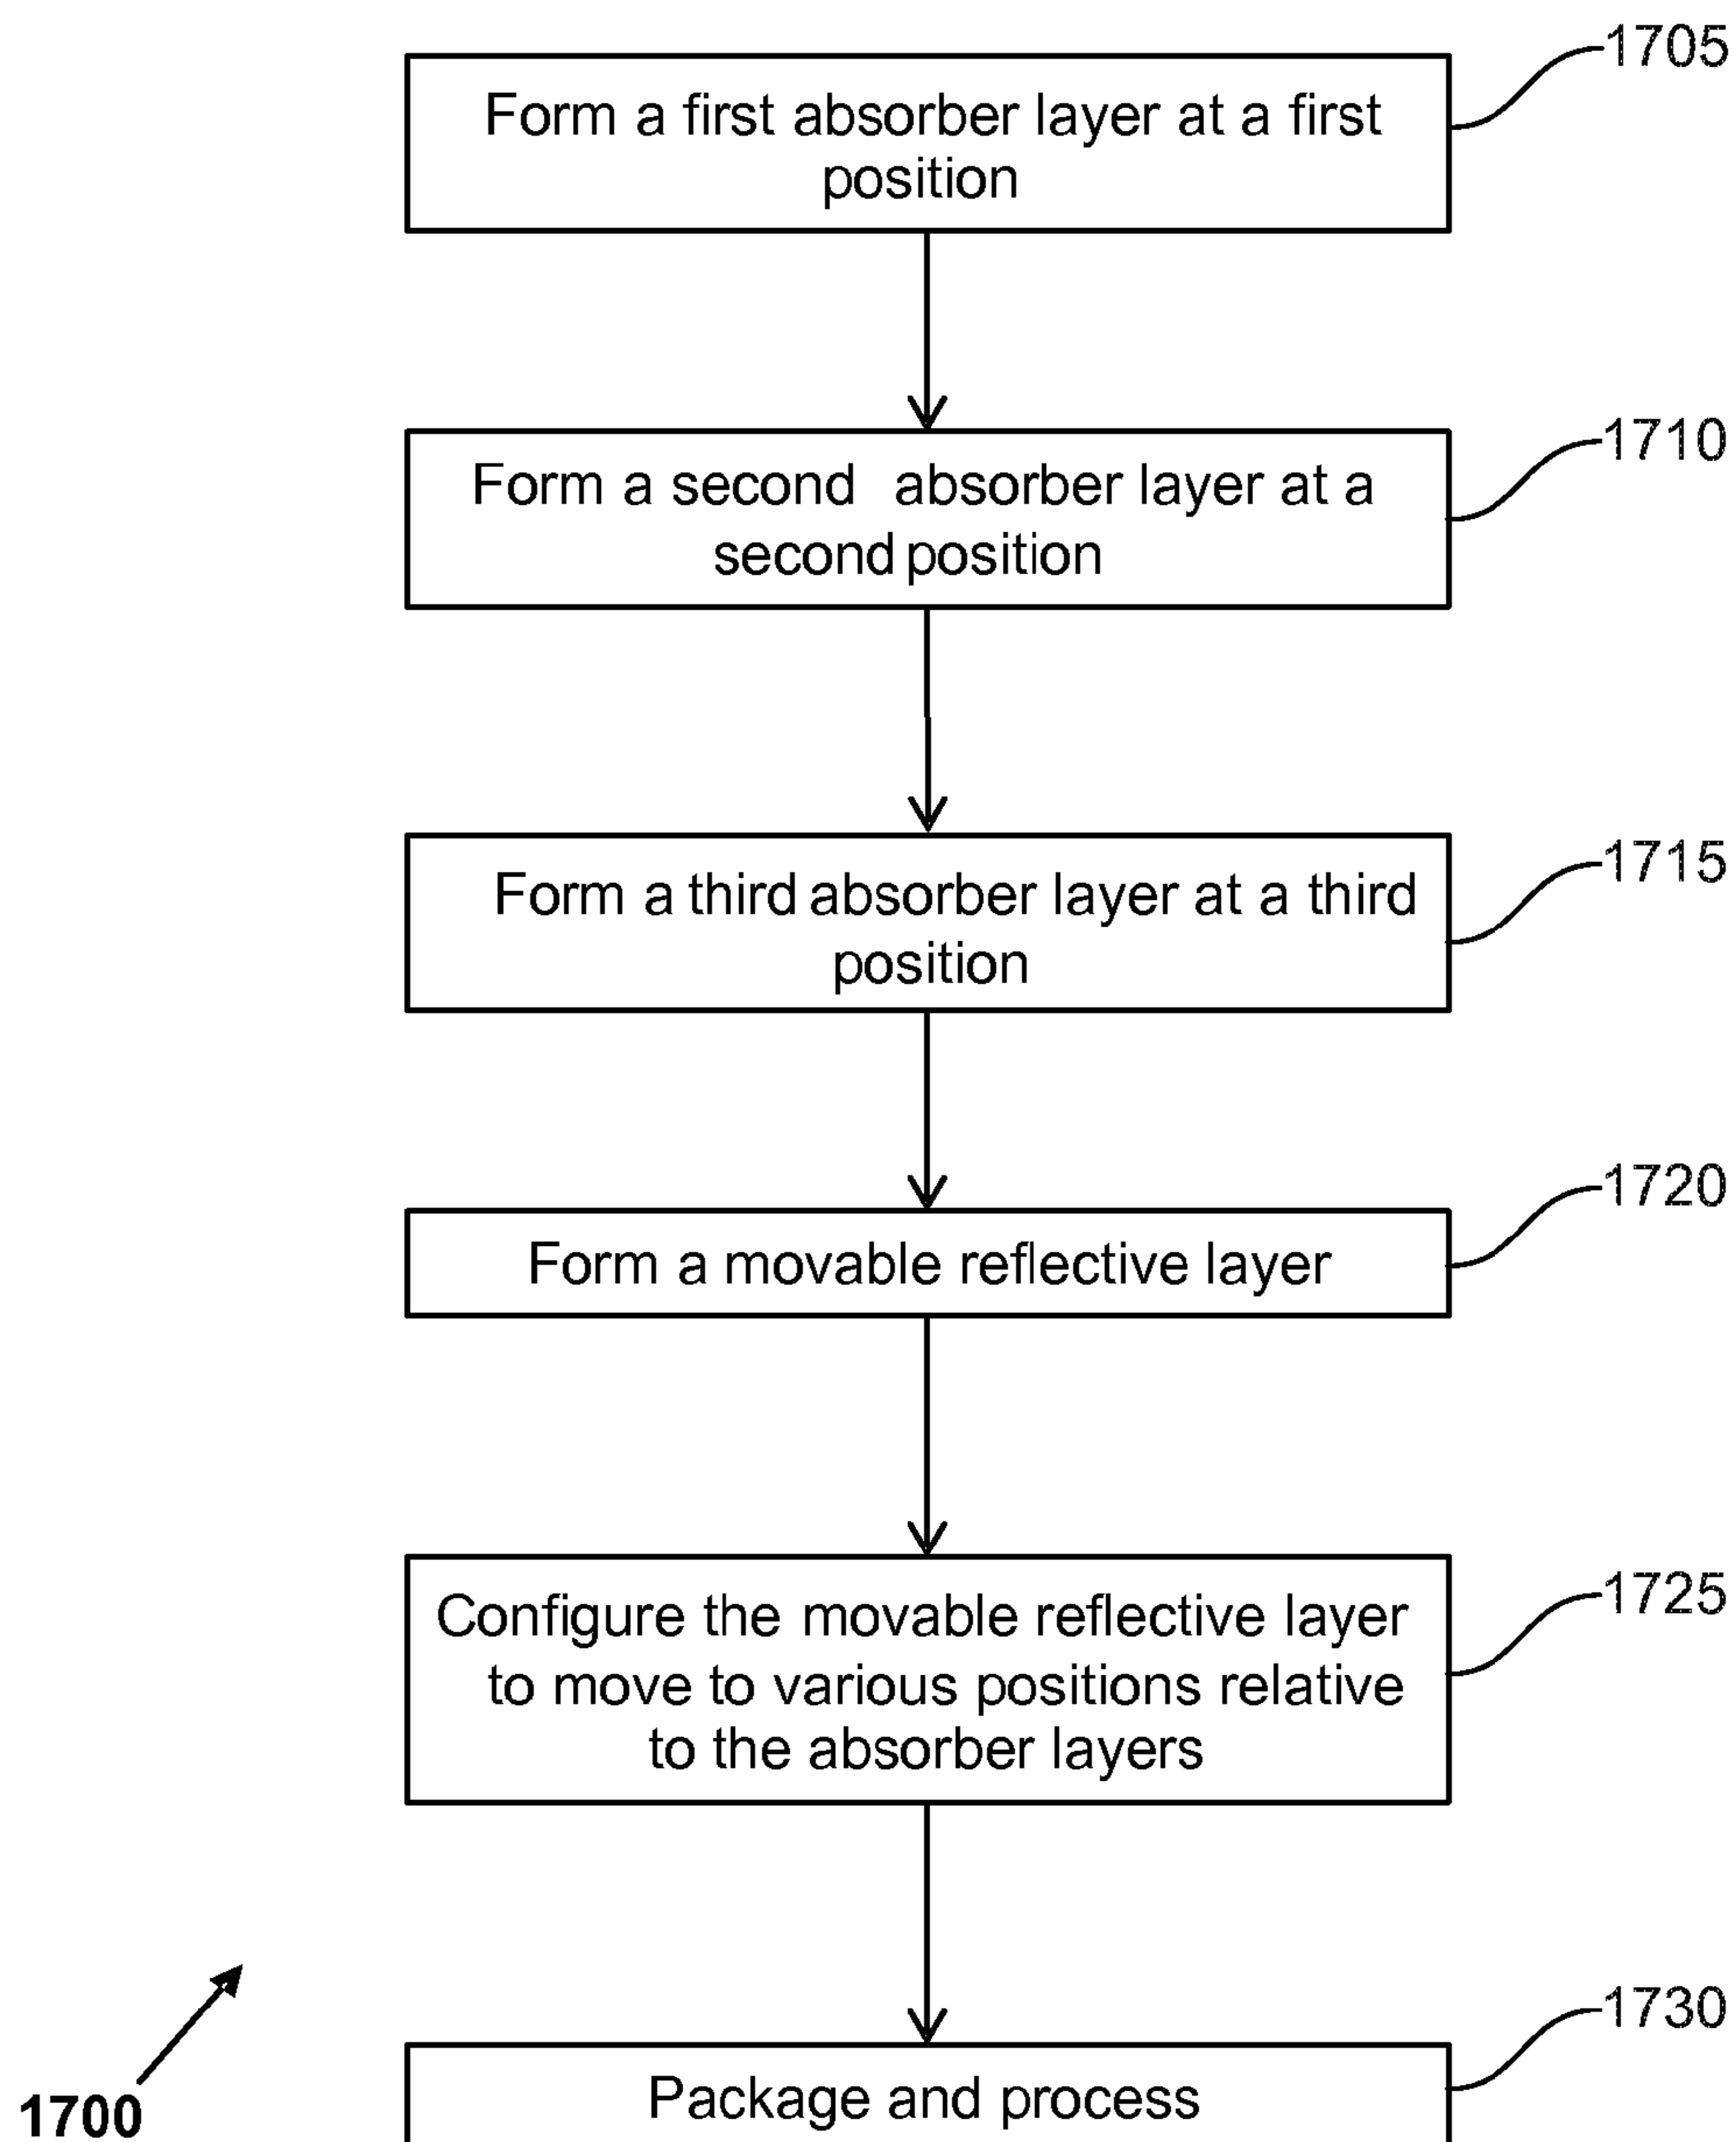 1705
Form a first absorber layer at a first
position
1710
Form a second absorber layer at a
second position
1715
Form a third absorber layer at a third
position
1720
Form a movable reflective layer
1725
Configure the movable reflective layer
to move to various positions relative
to the absorber layers
1730
Package and process
1700